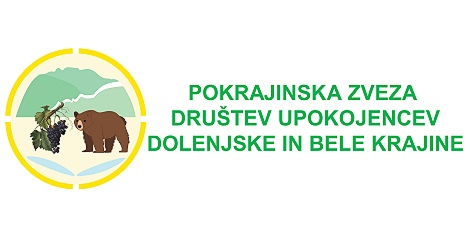 POKRAJINSKA ZVEZA
DRUŠTEV UPOKOJENCEV
DOLENJSKE IN BELE KRAJINE